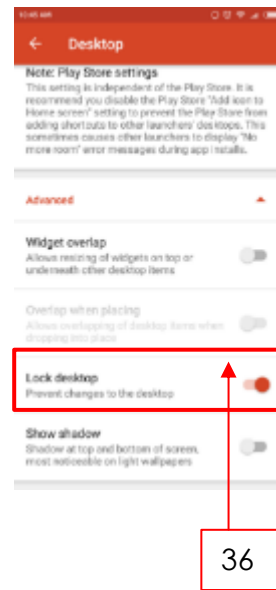 10:45 AM
Desktop
Note: Play Store settings
This setting is independent of the Play Store. It is
recommend you disable the Play Store "Add icon to
Home screen" setting to prevent the Play Store from
adding shortcuts to other launchers' desktops. This
sometimes causes other launchers to display "No
more room" error messages during app installs.
Advanced
Widget overlap
Allows resizing of widgets on top or
underneath other desktop items
Overlap when placing
Allows overlapping of desktop items when
dropping into place
Lock desktop
Prevent changes to the desktop
Show shadow
Shadow at top and bottom of screen,
most noticeable on light wallpapers
36